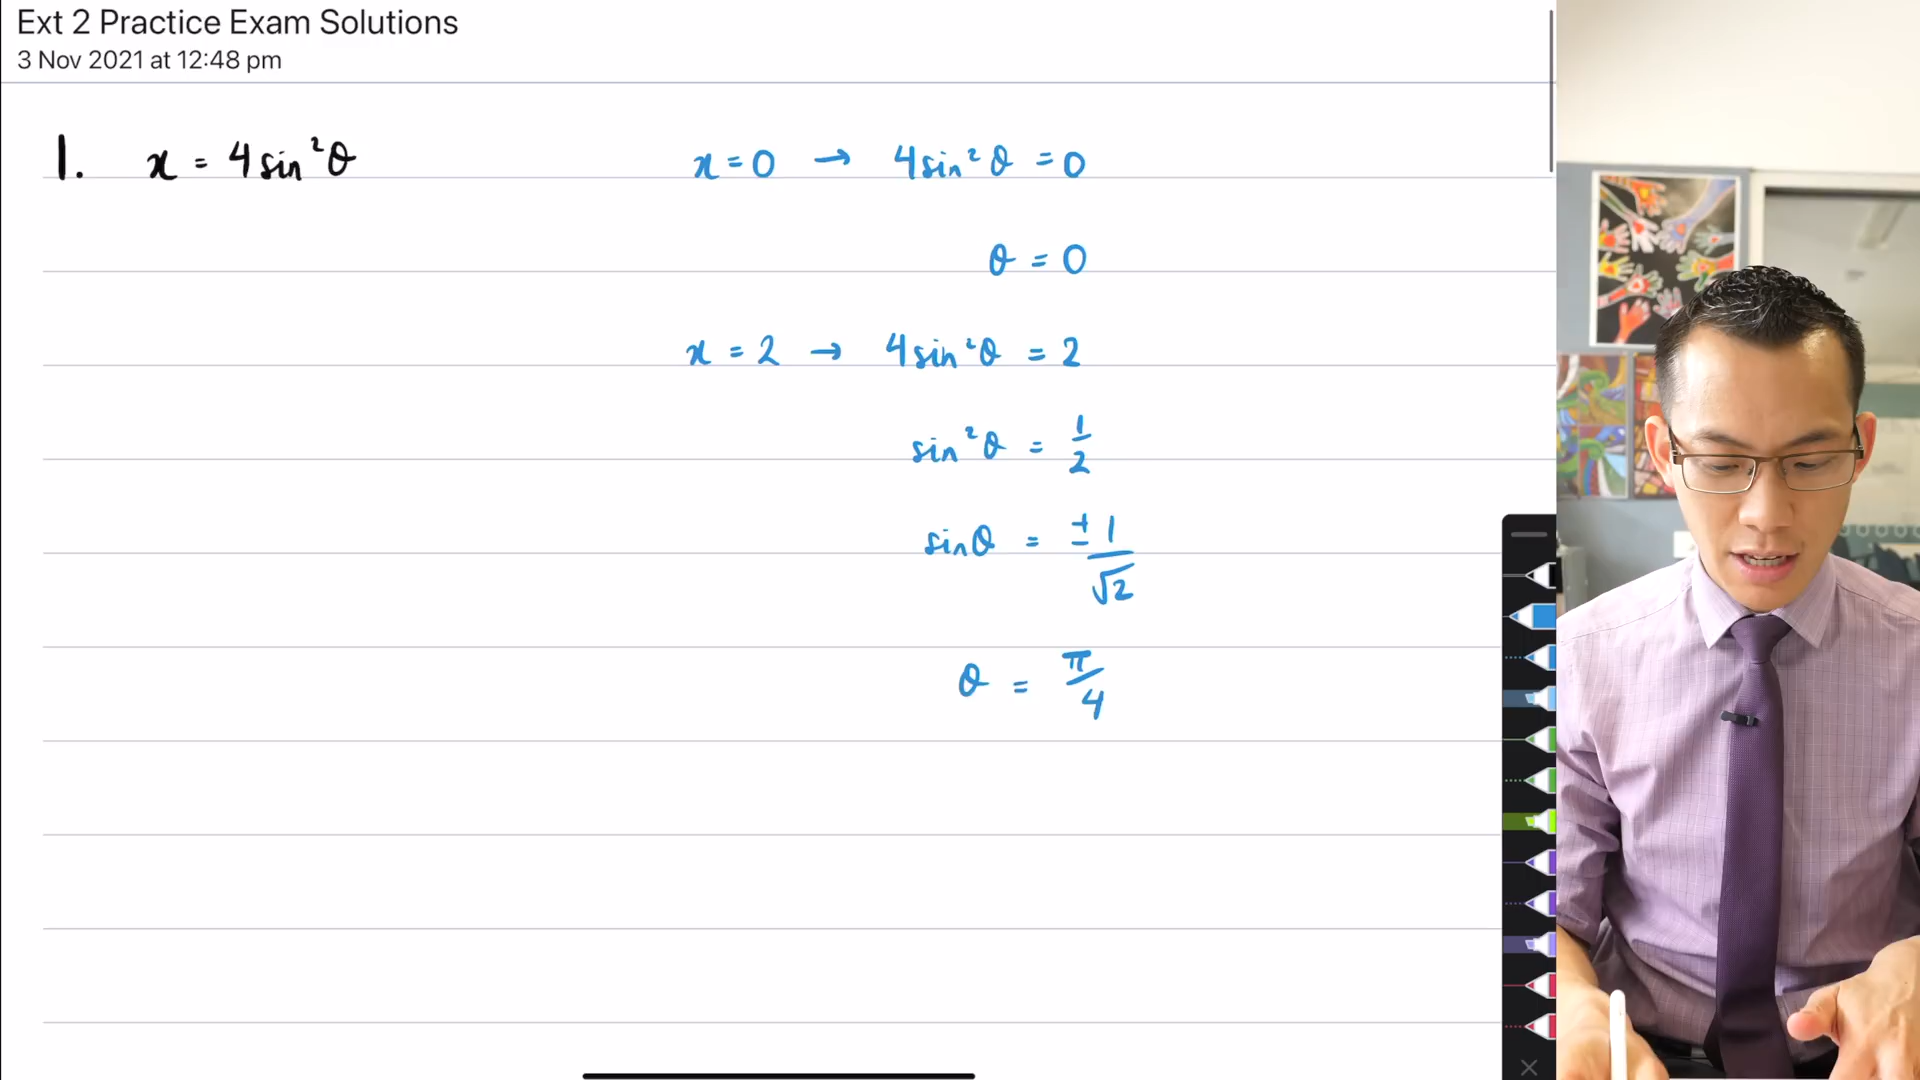 Ext 2 Practice Exam Solutions
3 Nov 2021 at 12:48 pm
1. x = 4sin²θ
x = 0 → 4sin²θ = 0
θ = 0
x = 2 → 4sin²θ = 2
sin²θ = 1/2
sinθ = ±1/√2
θ = π/4